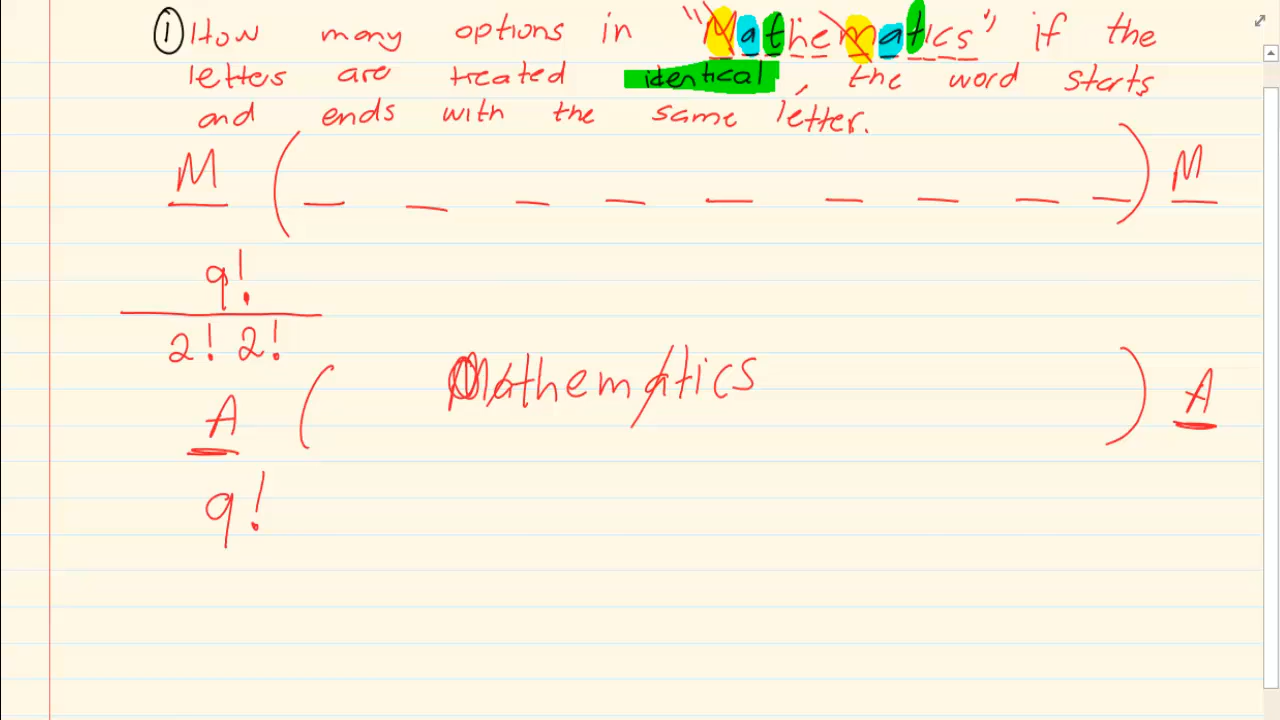 ① How many options in "Mathematics" if the
letters are treated identical, the word starts
and ends with the same letter.
M ( _ _ _ _ _ _ _ _ _ ) M
9!
2! 2!
A ( Mathematics ) A
9!